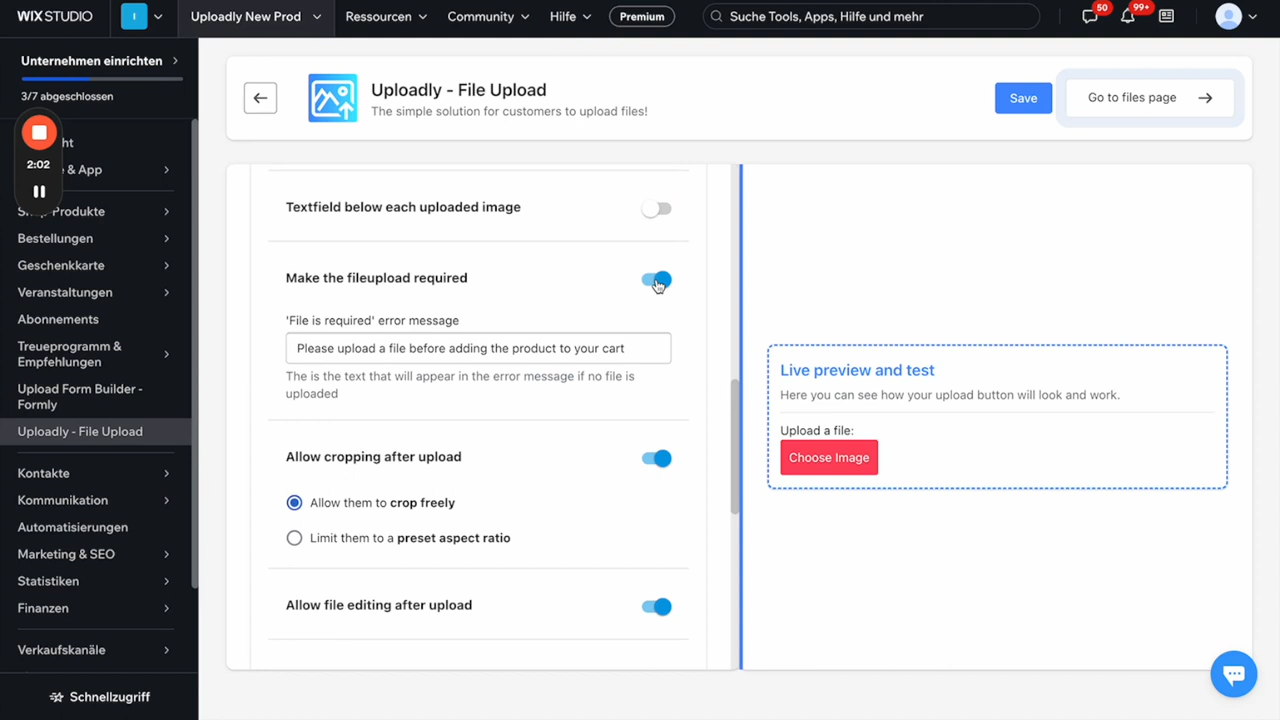 WIX STUDIO
I
Uploadly New Prod
Ressourcen
Community
Hilfe
Premium
Suche Tools, Apps, Hilfe und mehr
50
99+
Unternehmen einrichten
3/7 abgeschlossen
2:02
& App
Produkte
Bestellungen
Geschenkkarte
Veranstaltungen
Abonnements
Treueprogramm &
Empfehlungen
Upload Form Builder -
Formly
Uploadly - File Upload
Kontakte
Kommunikation
Automatisierungen
Marketing & SEO
Statistiken
Finanzen
Verkaufskanäle
Schnellzugriff
Uploadly - File Upload
The simple solution for customers to upload files!
Save
Go to files page
Textfield below each uploaded image
Make the fileupload required
'File is required' error message
Please upload a file before adding the product to your cart
The is the text that will appear in the error message if no file is
uploaded
Allow cropping after upload
Allow them to crop freely
Limit them to a preset aspect ratio
Allow file editing after upload
Live preview and test
Here you can see how your upload button will look and work.
Upload a file:
Choose Image